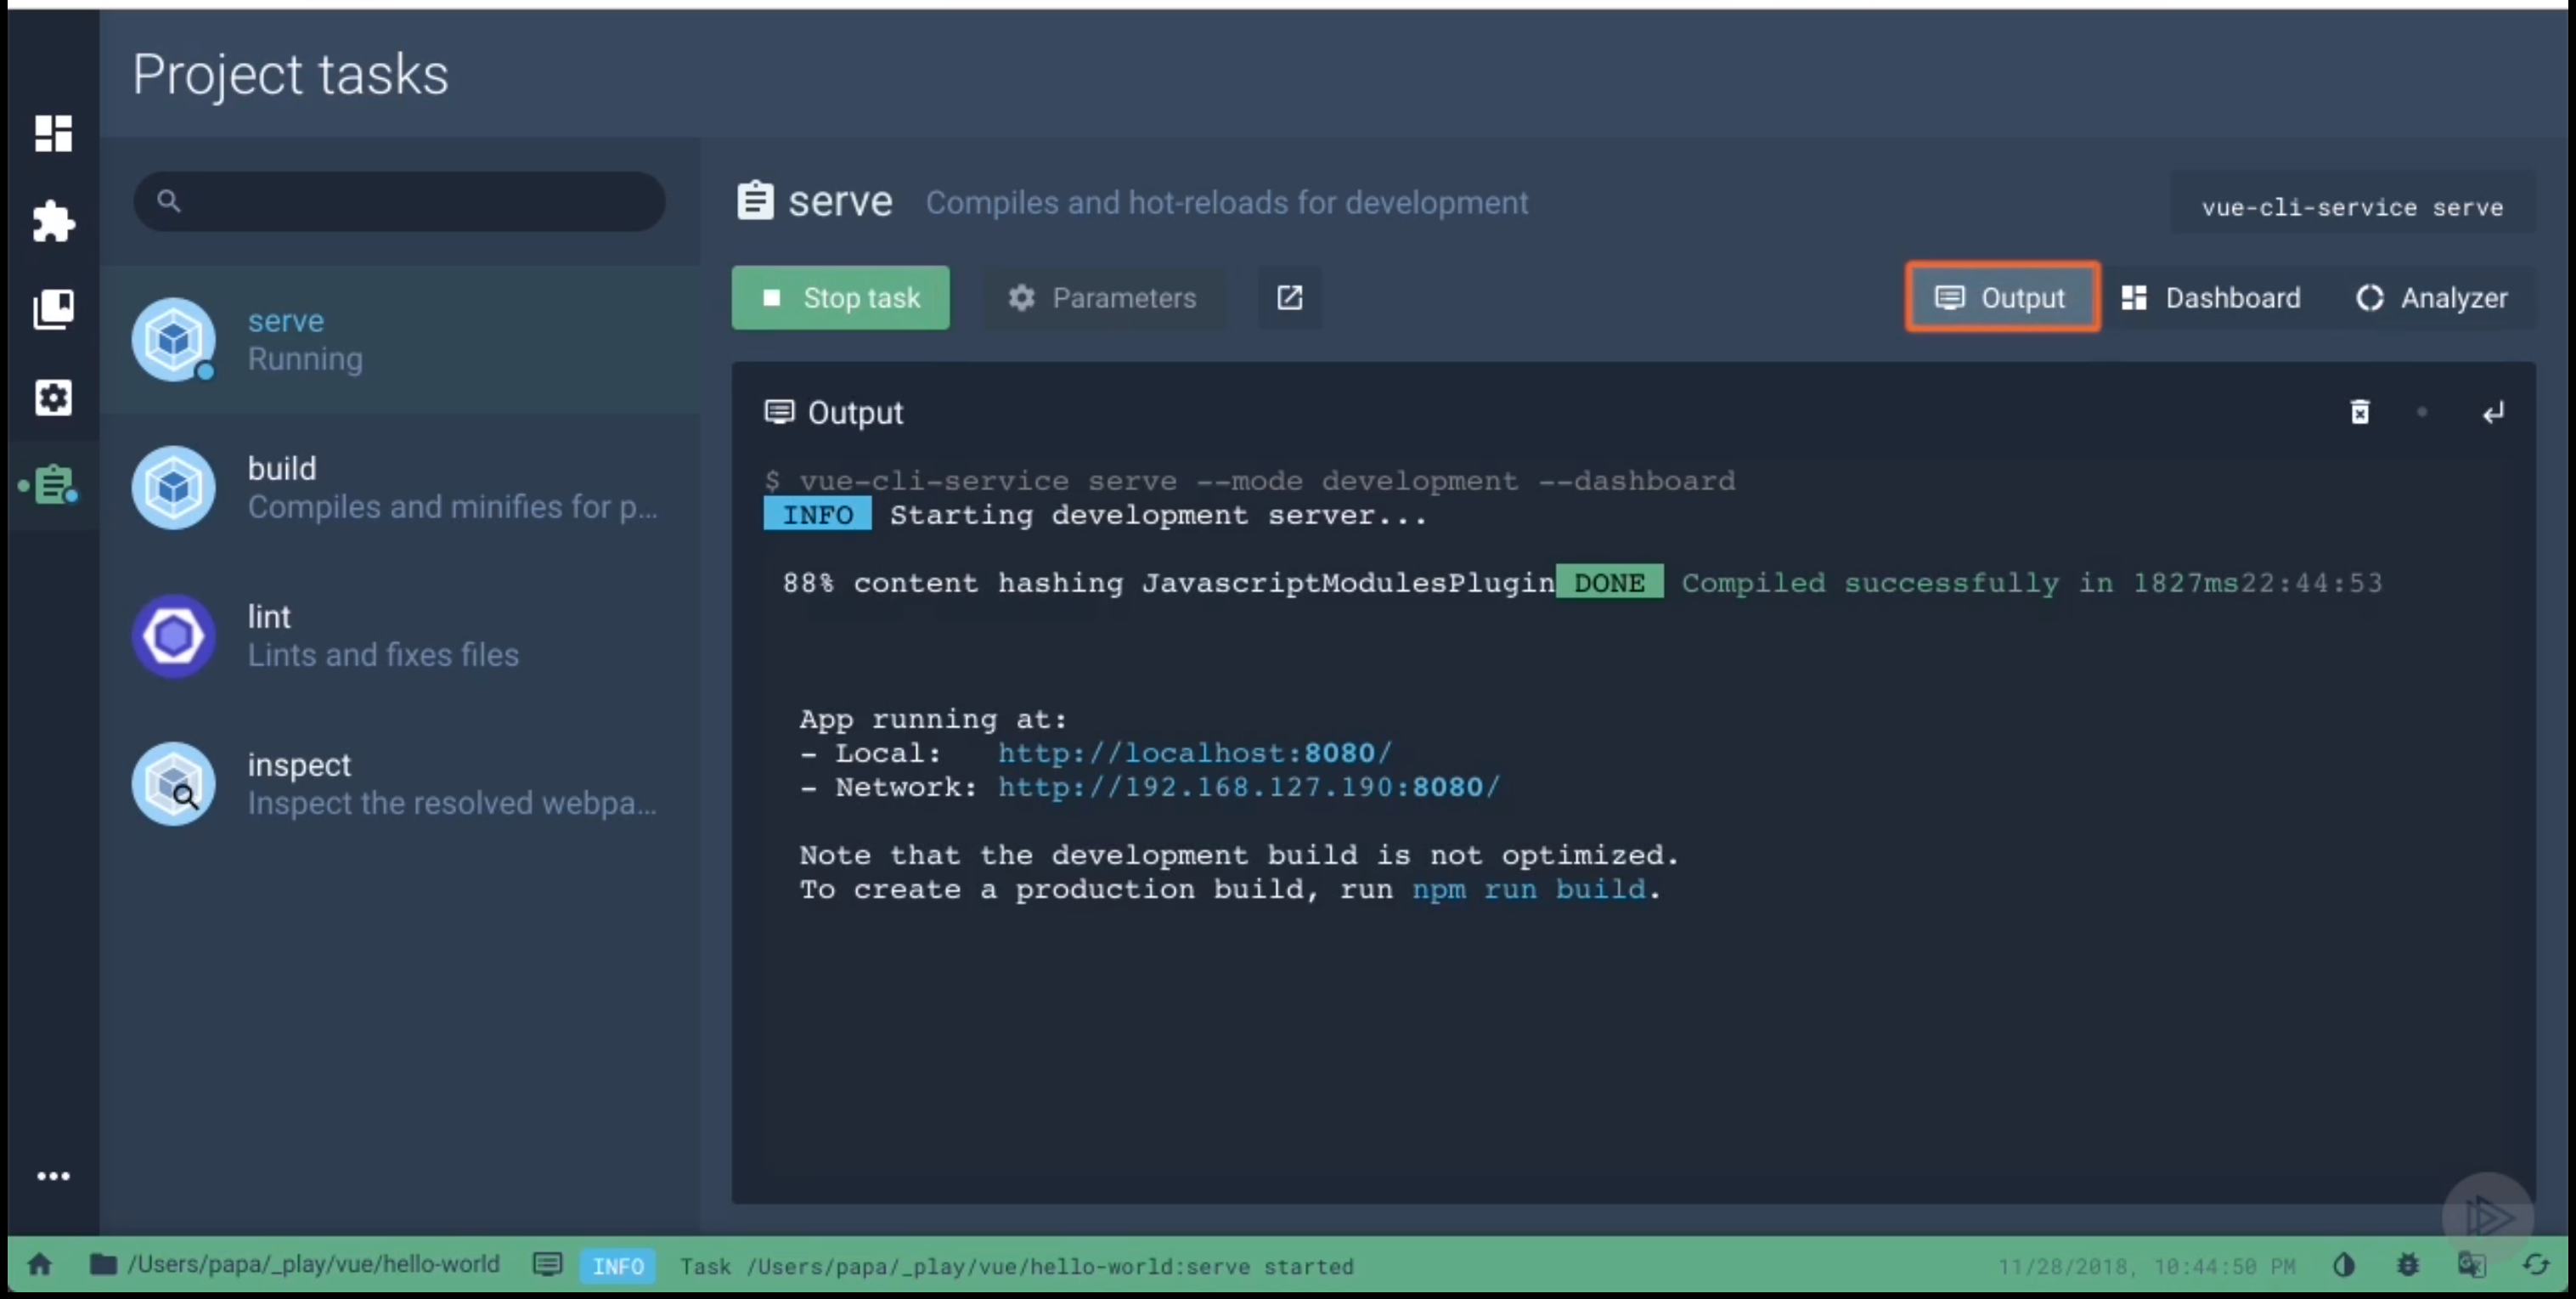 Project tasks
serve
Running
build
Compiles and minifies for p...
lint
Lints and fixes files
inspect
Inspect the resolved webpa...
serve Compiles and hot-reloads for development
vue-cli-service serve
Stop task Parameters
Output Dashboard Analyzer
Output
$ vue-cli-service serve --mode development --dashboard
INFO Starting development server...
88% content hashing JavascriptModulesPlugin DONE Compiled successfully in 1827ms22:44:53
App running at:
- Local: http://localhost:8080/
- Network: http://192.168.127.190:8080/
Note that the development build is not optimized.
To create a production build, run npm run build.
/Users/papa/_play/vue/hello-world INFO Task /Users/papa/_play/vue/hello-world:serve started 11/28/2018, 10:44:50 PM